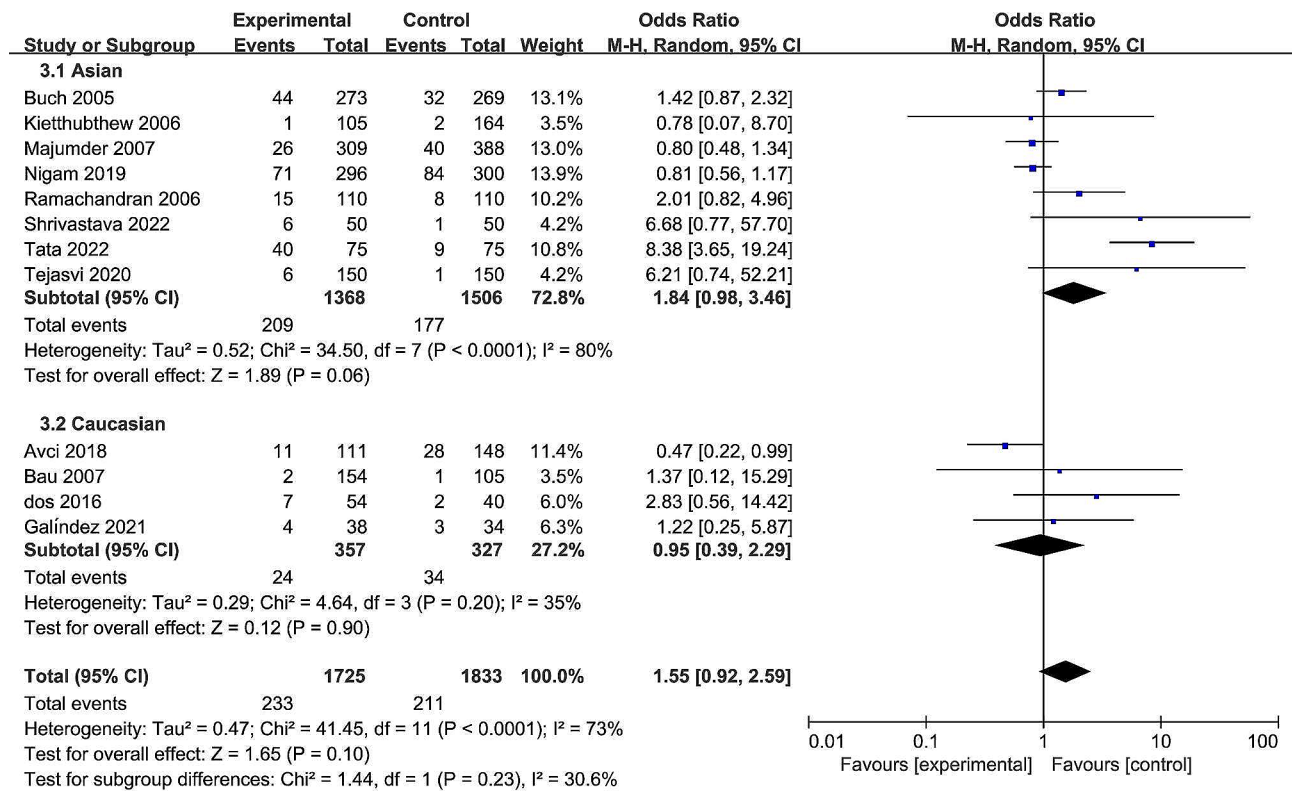 Experimental Control Odds Ratio Odds Ratio
Study or Subgroup Events Total Events Total Weight M-H, Random, 95% CI M-H, Random, 95% CI
3.1 Asian
Buch 2005 44 273 32 269 13.1% 1.42 [0.87, 2.32]
Kietthubthew 2006 1 105 2 164 3.5% 0.78 [0.07, 8.70]
Majumder 2007 26 309 40 388 13.0% 0.80 [0.48, 1.34]
Nigam 2019 71 296 84 300 13.9% 0.81 [0.56, 1.17]
Ramachandran 2006 15 110 8 110 10.2% 2.01 [0.82, 4.96]
Shrivastava 2022 6 50 1 50 4.2% 6.68 [0.77, 57.70]
Tata 2022 40 75 9 75 10.8% 8.38 [3.65, 19.24]
Tejasvi 2020 6 150 1 150 4.2% 6.21 [0.74, 52.21]
Subtotal (95% CI) 1368 1506 72.8% 1.84 [0.98, 3.46]
Total events 209 177
Heterogeneity: Tau² = 0.52; Chi² = 34.50, df = 7 (P < 0.0001); I² = 80%
Test for overall effect: Z = 1.89 (P = 0.06)
3.2 Caucasian
Avci 2018 11 111 28 148 11.4% 0.47 [0.22, 0.99]
Bau 2007 2 154 1 105 3.5% 1.37 [0.12, 15.29]
dos 2016 7 54 2 40 6.0% 2.83 [0.56, 14.42]
Galíndez 2021 4 38 3 34 6.3% 1.22 [0.25, 5.87]
Subtotal (95% CI) 357 327 27.2% 0.95 [0.39, 2.29]
Total events 24 34
Heterogeneity: Tau² = 0.29; Chi² = 4.64, df = 3 (P = 0.20); I² = 35%
Test for overall effect: Z = 0.12 (P = 0.90)
Total (95% CI) 1725 1833 100.0% 1.55 [0.92, 2.59]
Total events 233 211
Heterogeneity: Tau² = 0.47; Chi² = 41.45, df = 11 (P < 0.0001); I² = 73%
Test for overall effect: Z = 1.65 (P = 0.10)
Test for subgroup differences: Chi² = 1.44, df = 1 (P = 0.23), I² = 30.6%
0.01 0.1 1 10 100
Favours [experimental] Favours [control]